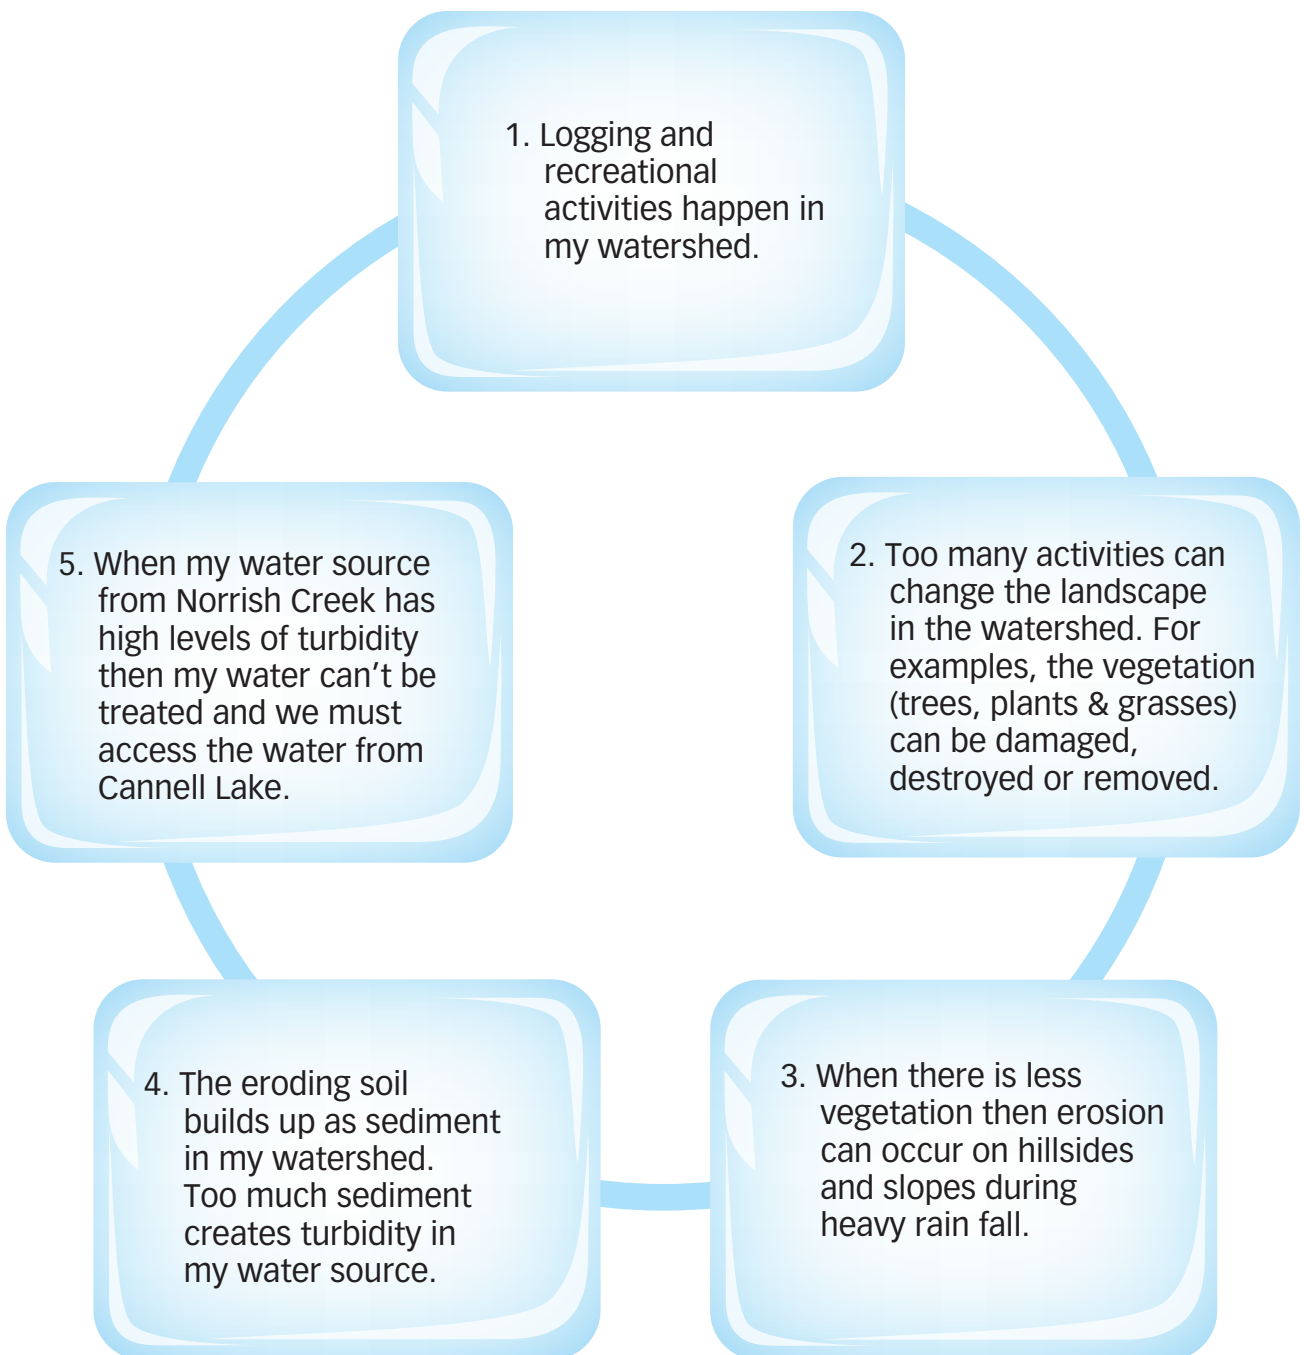 1. Logging and
recreational
activities happen in
my watershed.
2. Too many activities can
change the landscape
in the watershed. For
examples, the vegetation
(trees, plants & grasses)
can be damaged,
destroyed or removed.
3. When there is less
vegetation then erosion
can occur on hillsides
and slopes during
heavy rain fall.
4. The eroding soil
builds up as sediment
in my watershed.
Too much sediment
creates turbidity in
my water source.
5. When my water source
from Norrish Creek has
high levels of turbidity
then my water can’t be
treated and we must
access the water from
Cannell Lake.